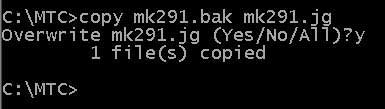 C:\MTC>copy mk291.bak mk291.jg
Overwrite mk291.jg (Yes/No/All)?y
1 file(s) copied
C:\MTC>